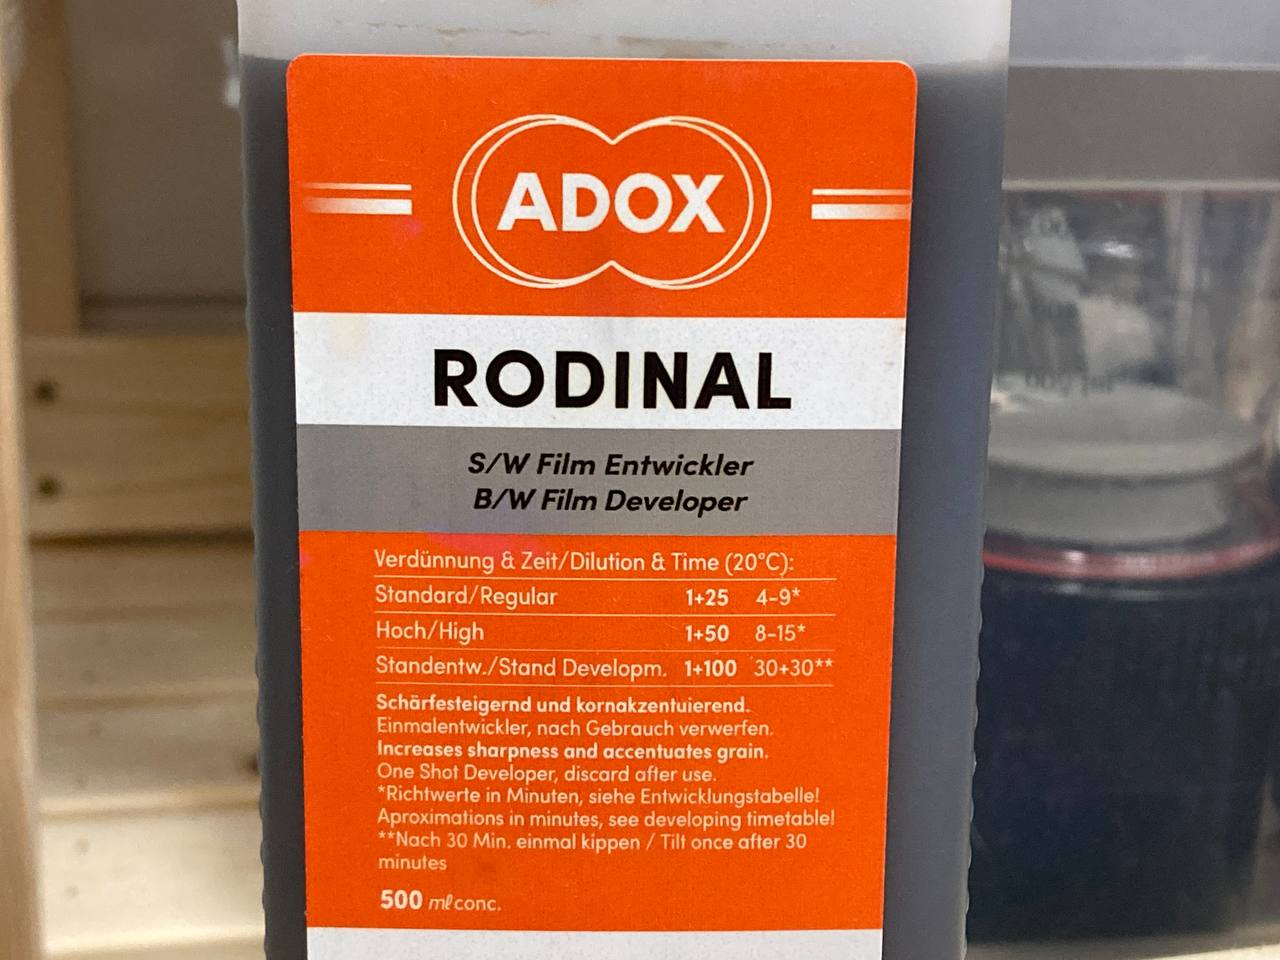 ADOX
RODINAL
S/W Film Entwickler
B/W Film Developer
Verdünnung & Zeit/Dilution & Time (20°C):
Standard/Regular 1+25 4-9*
Hoch/High 1+50 8-15*
Standentw./Stand Developm. 1+100 30+30**
Schärfesteigernd und kornakzentuierend.
Einmalentwickler, nach Gebrauch verwerfen.
Increases sharpness and accentuates grain.
One Shot Developer, discard after use.
*Richtwerte in Minuten, siehe Entwicklungstabelle!
Aproximations in minutes, see developing timetable!
**Nach 30 Min. einmal kippen / Tilt once after 30
minutes
500 ml conc.